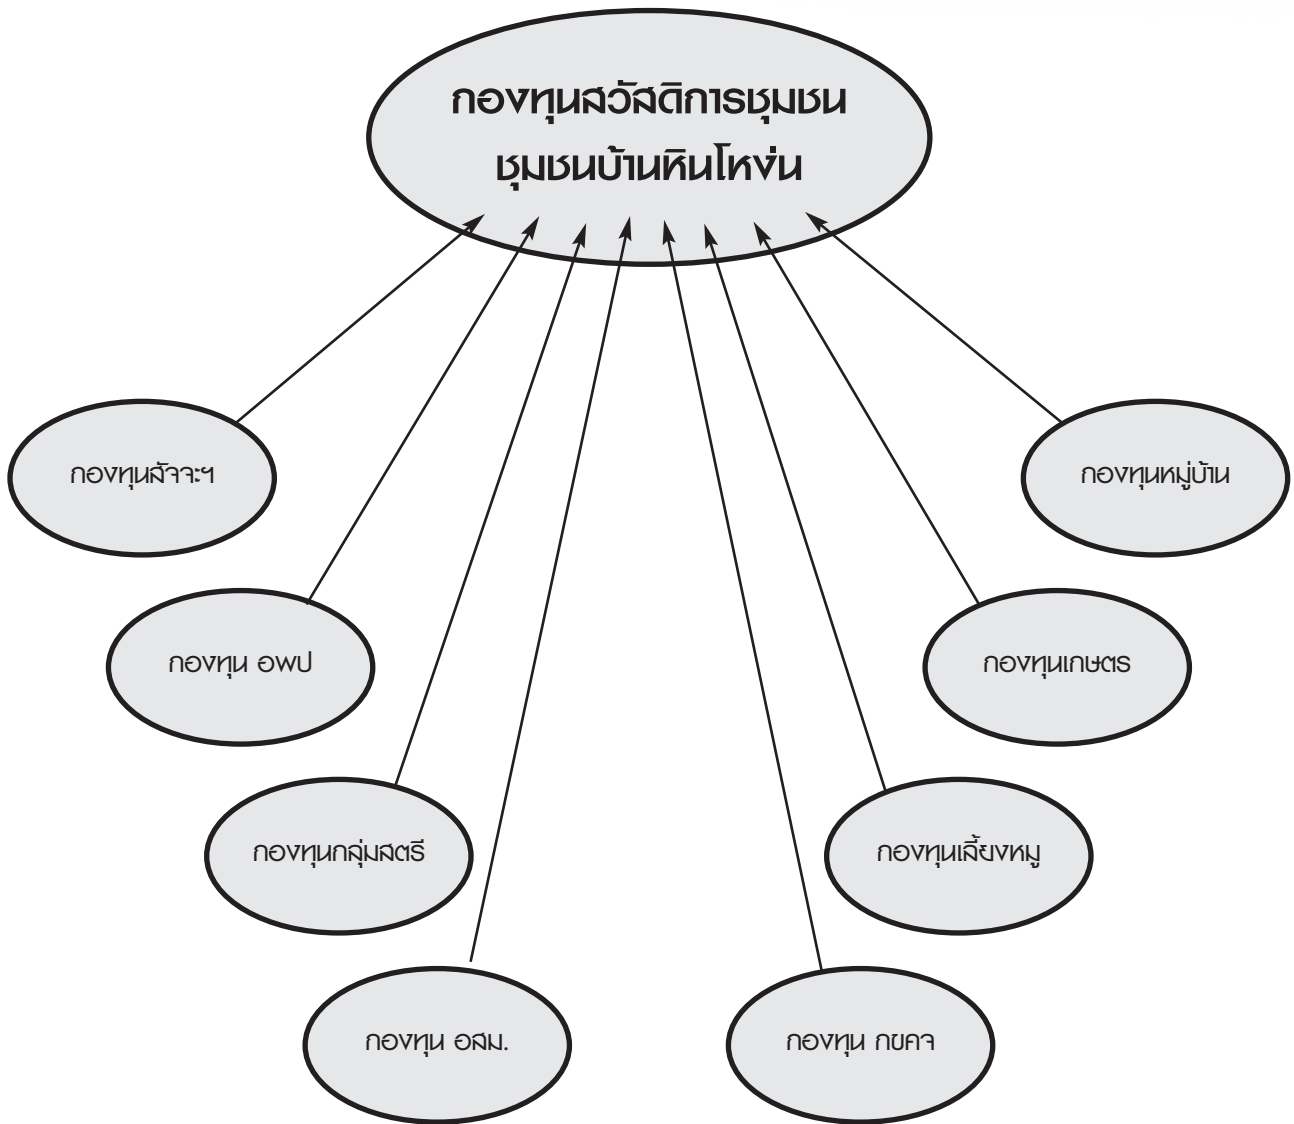 กองทุนสวัสดิการชุมชน
ชุมชนบ้านหินโหง่น
กองทุนสัจจะฯ
กองทุนหมู่บ้าน
กองทุน อพป
กองทุนเกษตร
กองทุนกลุ่มสตรี
กองทุนเลี้ยงหมู
กองทุน อสม.
กองทุน กขคจ